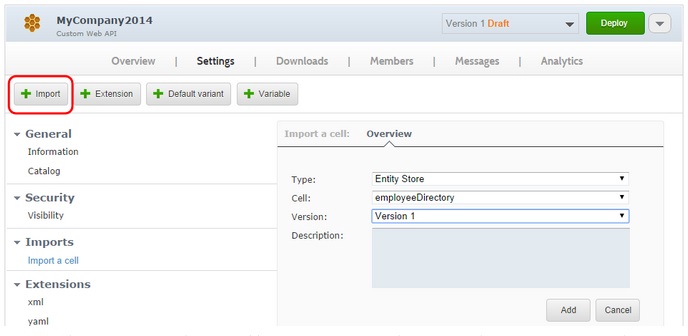 MyCompany2014
Custom Web API
Version 1 Draft
Deploy
Overview | Settings | Downloads | Members | Messages | Analytics
+ Import
+ Extension
+ Default variant
+ Variable
General
Information
Catalog
Security
Visibility
Imports
Import a cell
Extensions
xml
yaml
Import a cell: Overview
Type: Entity Store
Cell: employeeDirectory
Version: Version 1
Description:
Add Cancel